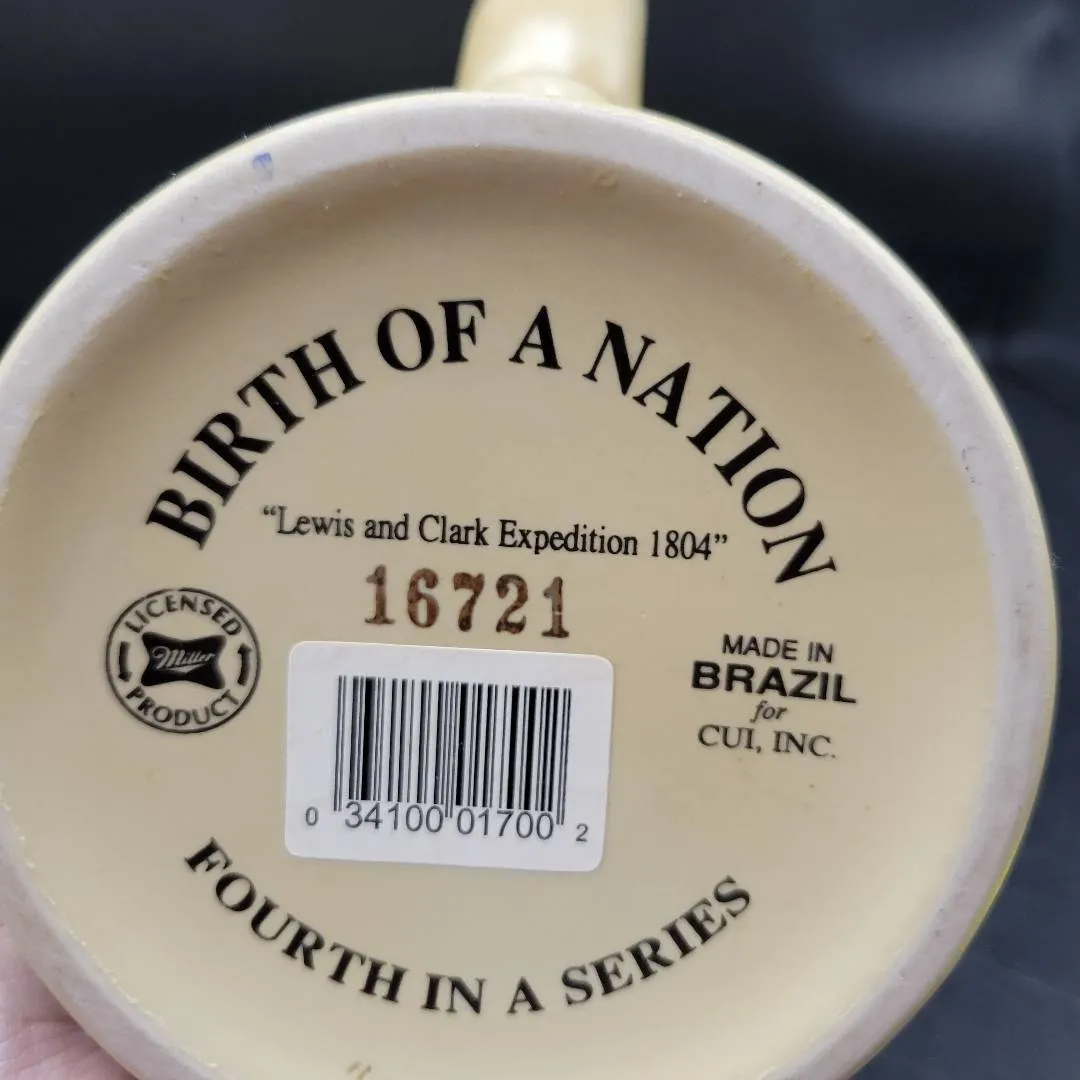 BIRTH OF A NATION
“Lewis and Clark Expedition 1804”
16721
LICENSED
Miller
PRODUCT
MADE IN
BRAZIL
for
CUI, INC.
0 34100 01700 2
FOURTH IN A SERIES